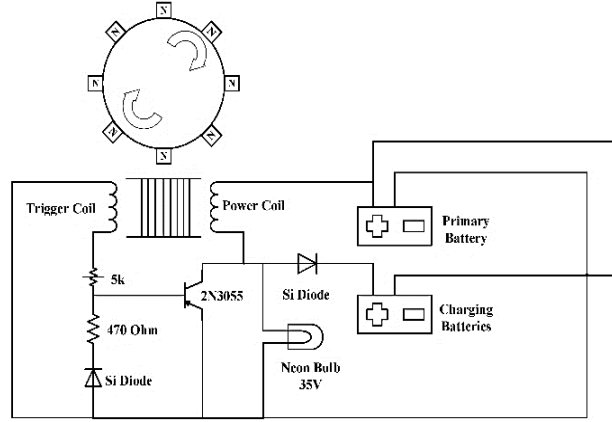 N
N
N
N
N
N
N
N
Trigger Coil
Power Coil
Primary
Battery
5k
2N3055
Si Diode
470 Ohm
Charging
Batteries
Si Diode
Neon Bulb
35V